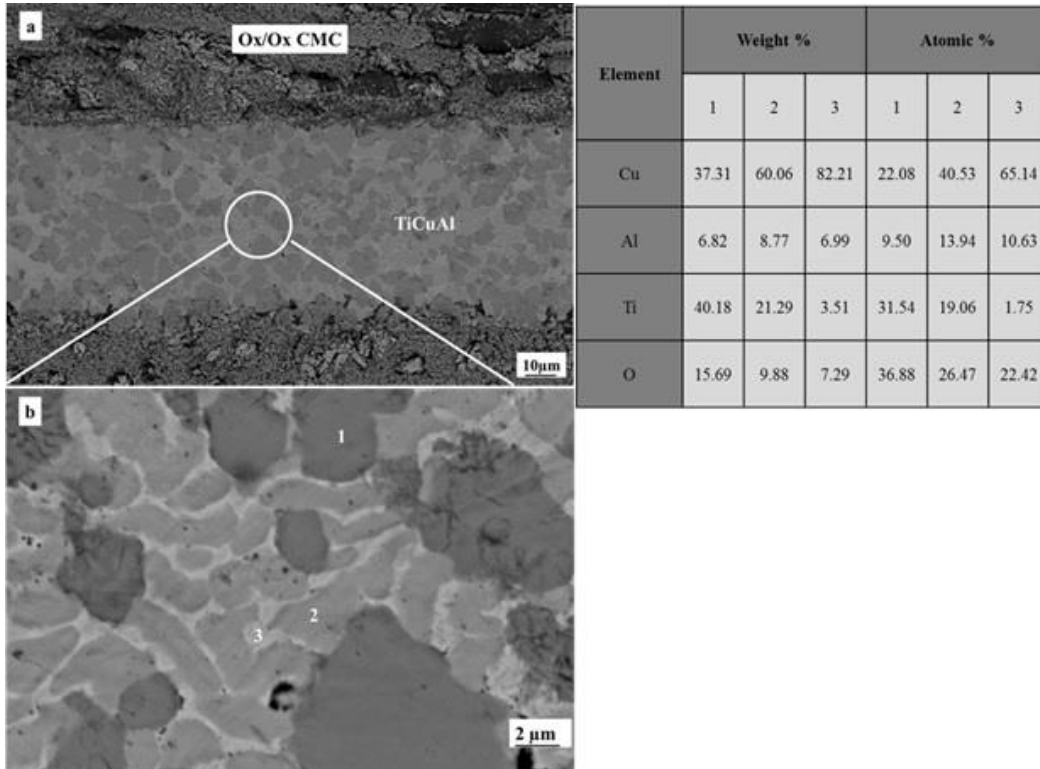 a
Ox/Ox CMC
TiCuAl
10µm
b
1
2
3
2 µm
Element Weight % Atomic %
1 2 3 1 2 3
Cu 37.31 60.06 82.21 22.08 40.53 65.14
Al 6.82 8.77 6.99 9.50 13.94 10.63
Ti 40.18 21.29 3.51 31.54 19.06 1.75
O 15.69 9.88 7.29 36.88 26.47 22.42